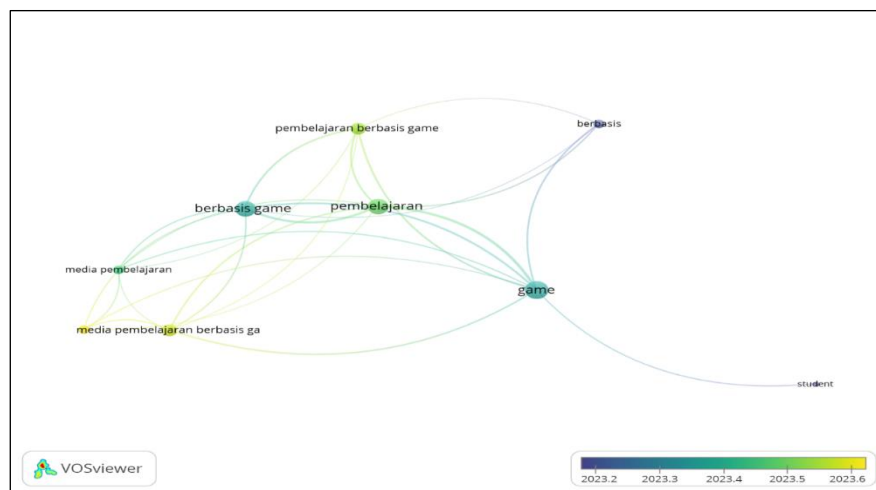 pembelajaran berbasis game
berbasis
berbasis game
pembelajaran
media pembelajaran
game
media pembelajaran berbasis ga
student
VOSviewer
2023.2 2023.3 2023.4 2023.5 2023.6